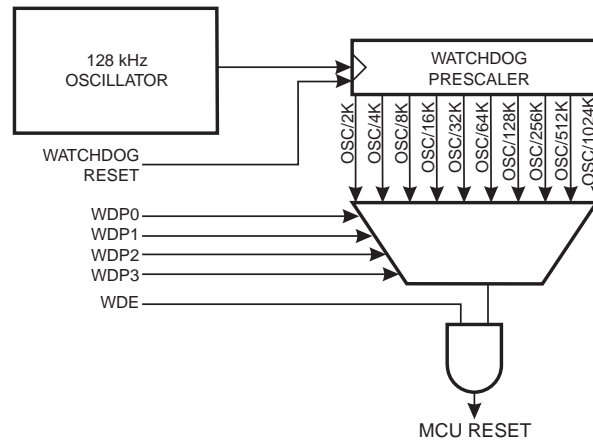 128 kHz
OSCILLATOR
WATCHDOG
PRESCALER
OSC/2K
OSC/4K
OSC/8K
OSC/16K
OSC/32K
OSC/64K
OSC/128K
OSC/256K
OSC/512K
OSC/1024K
WATCHDOG
RESET
WDP0
WDP1
WDP2
WDP3
WDE
MCU RESET